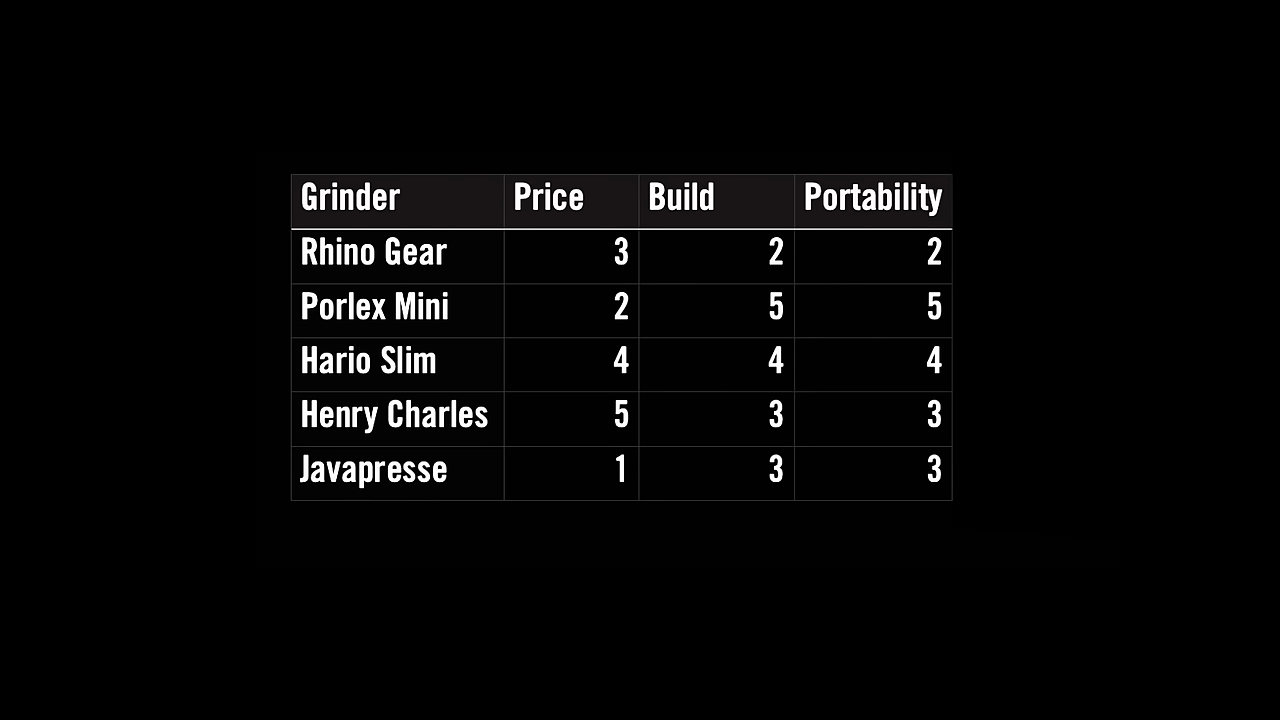 Grinder Price Build Portability
Rhino Gear 3 2 2
Porlex Mini 2 5 5
Hario Slim 4 4 4
Henry Charles 5 3 3
Javapresse 1 3 3